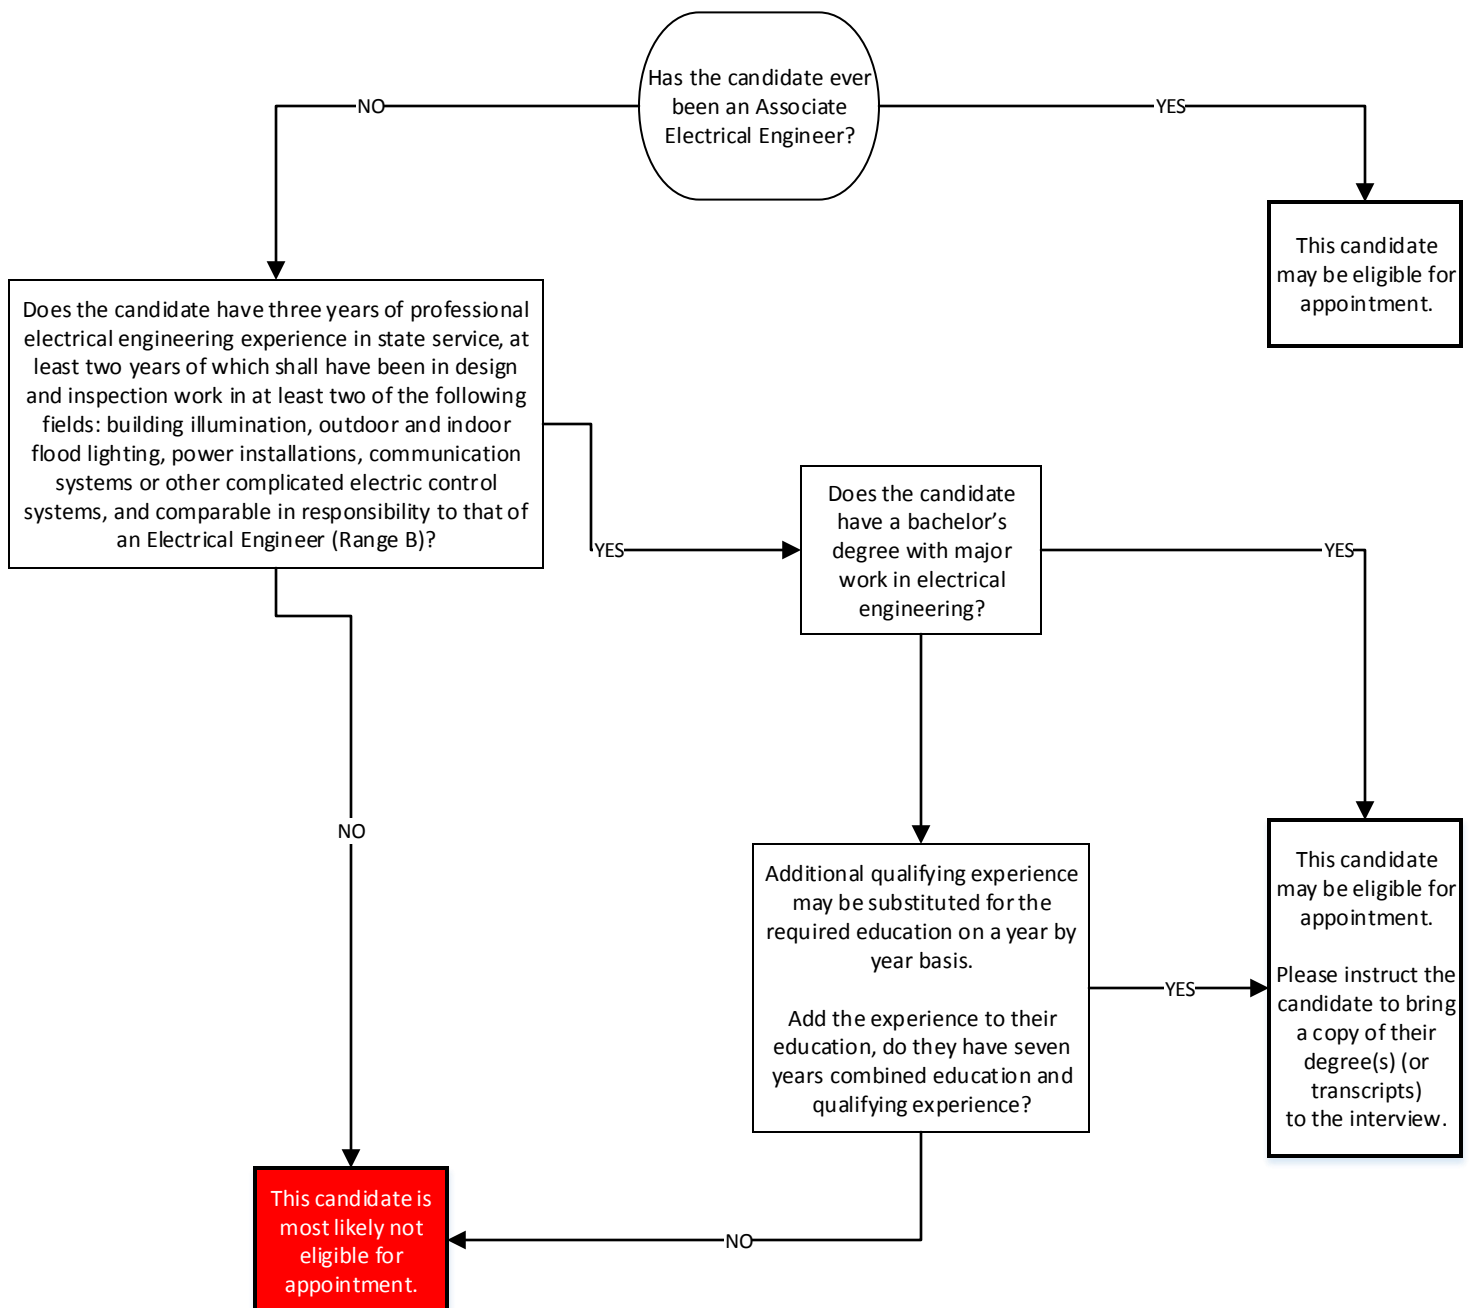 Has the candidate ever
been an Associate
Electrical Engineer?
NO
YES
This candidate
may be eligible for
appointment.
Does the candidate have three years of professional
electrical engineering experience in state service, at
least two years of which shall have been in design
and inspection work in at least two of the following
fields: building illumination, outdoor and indoor
flood lighting, power installations, communication
systems or other complicated electric control
systems, and comparable in responsibility to that of
an Electrical Engineer (Range B)?
YES
Does the candidate
have a bachelor’s
degree with major
work in electrical
engineering?
YES
NO
Additional qualifying experience
may be substituted for the
required education on a year by
year basis.
Add the experience to their
education, do they have seven
years combined education and
qualifying experience?
YES
This candidate
may be eligible for
appointment.
Please instruct the
candidate to bring
a copy of their
degree(s) (or
transcripts)
to the interview.
This candidate is
most likely not
eligible for
appointment.
NO